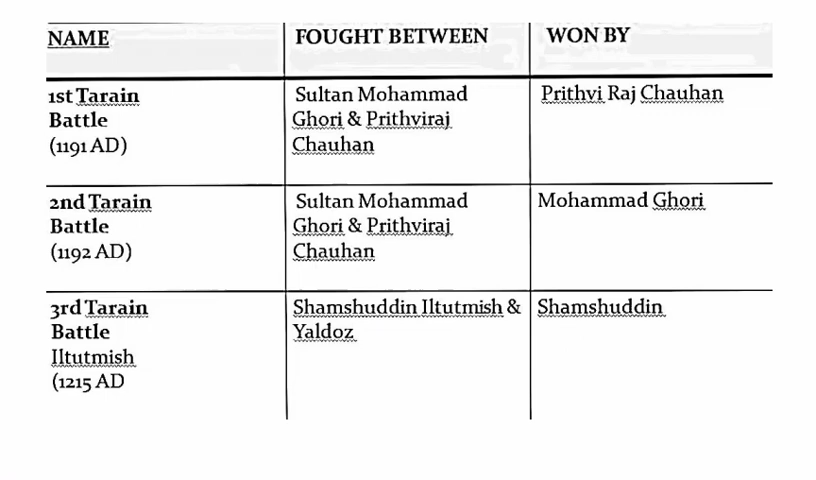 NAME FOUGHT BETWEEN WON BY
1st Tarain Battle (1191 AD)
Sultan Mohammad Ghori & Prithviraj Chauhan
Prithvi Raj Chauhan
2nd Tarain Battle (1192 AD)
Sultan Mohammad Ghori & Prithviraj Chauhan
Mohammad Ghori
3rd Tarain Battle Iltutmish (1215 AD
Shamshuddin Iltutmish & Yaldoz
Shamshuddin